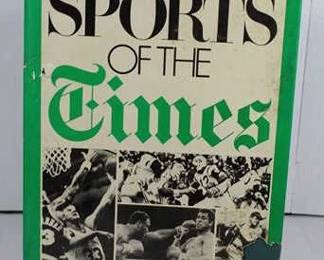 SPORTS
OF THE
Times